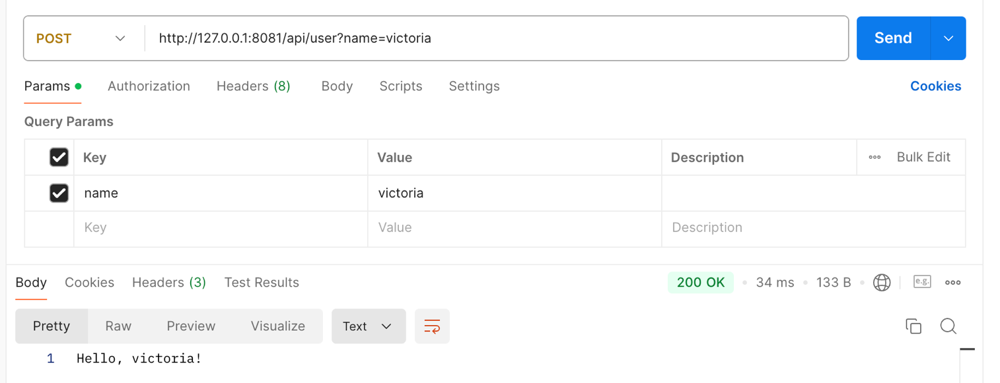 POST http://127.0.0.1:8081/api/user?name=victoria Send
Params Authorization Headers (8) Body Scripts Settings Cookies
Query Params
Key Value Description Bulk Edit
name victoria
Key Value Description
Body Cookies Headers (3) Test Results 200 OK 34 ms 133 B e.g.
Pretty Raw Preview Visualize Text
1 Hello, victoria!